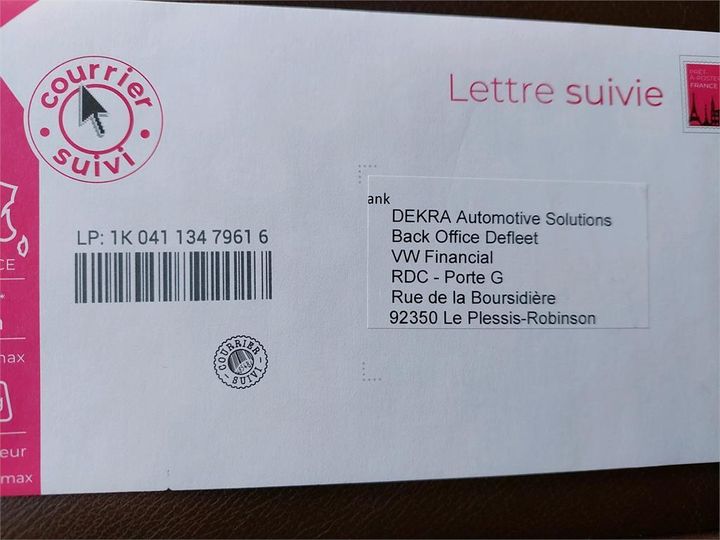 courrier
suivi
Lettre suivie
PRÊT-
À-POSTER
FRANCE
LP: 1K 041 134 7961 6
ank
DEKRA Automotive Solutions
Back Office Defleet
VW Financial
RDC - Porte G
Rue de la Boursidière
92350 Le Plessis-Robinson
COURRIER
SUIVI
CE
max
eur
max